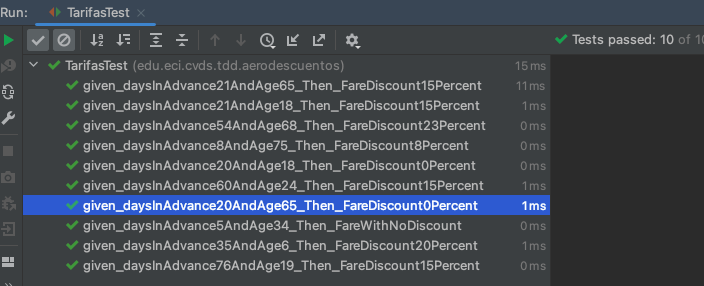 Run: TarifasTest ×
Tests passed: 10 of 10
TarifasTest (edu.eci.cvds.tdd.aerodescuentos) 15 ms
given_daysInAdvance21AndAge65_Then_FareDiscount15Percent 11 ms
given_daysInAdvance21AndAge18_Then_FareDiscount15Percent 1 ms
given_daysInAdvance54AndAge68_Then_FareDiscount23Percent 0 ms
given_daysInAdvance8AndAge75_Then_FareDiscount8Percent 0 ms
given_daysInAdvance20AndAge18_Then_FareDiscount0Percent 0 ms
given_daysInAdvance60AndAge24_Then_FareDiscount15Percent 1 ms
given_daysInAdvance20AndAge65_Then_FareDiscount0Percent 1 ms
given_daysInAdvance5AndAge34_Then_FareWithNoDiscount 0 ms
given_daysInAdvance35AndAge6_Then_FareDiscount20Percent 1 ms
given_daysInAdvance76AndAge19_Then_FareDiscount15Percent 0 ms